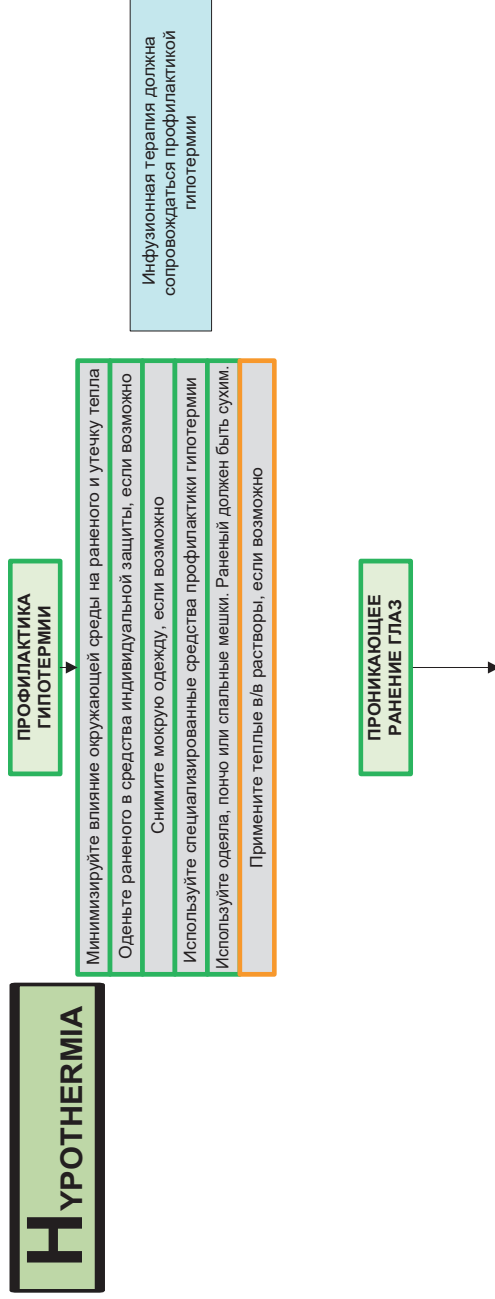 HYPOTHERMIA
ПРОФИЛАКТИКА
ГИПОТЕРМИИ
Минимизируйте влияние окружающей среды на раненого и утечку тепла
Оденьте раненого в средства индивидуальной защиты, если возможно
Снимите мокрую одежду, если возможно
Используйте специализированные средства профилактики гипотермии
Используйте одеяла, пончо или спальные мешки. Раненый должен быть сухим.
Примените теплые в/в растворы, если возможно
Инфузионная терапия должна
сопровождаться профилактикой
гипотермии
ПРОНИКАЮЩЕЕ
РАНЕНИЕ ГЛАЗ